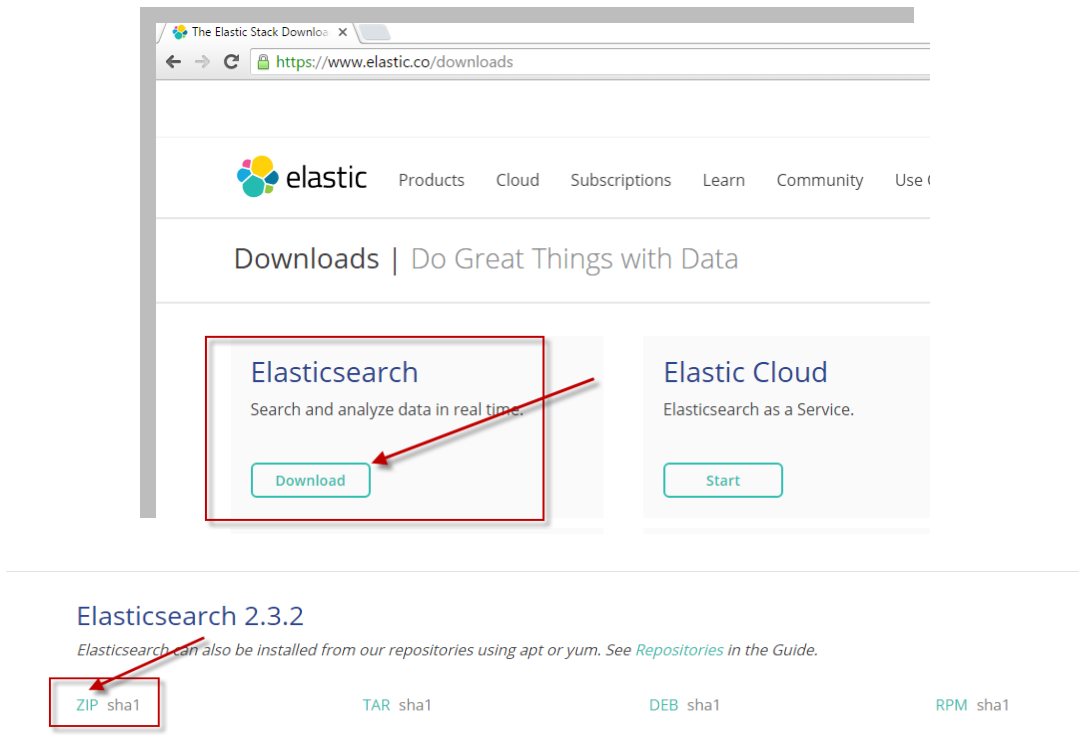 The Elastic Stack Downloa
https://www.elastic.co/downloads
elastic Products Cloud Subscriptions Learn Community Use
Downloads | Do Great Things with Data
Elasticsearch
Search and analyze data in real time.
Download
Elastic Cloud
Elasticsearch as a Service.
Start
Elasticsearch 2.3.2
Elasticsearch can also be installed from our repositories using apt or yum. See Repositories in the Guide.
ZIP sha1 TAR sha1 DEB sha1 RPM sha1